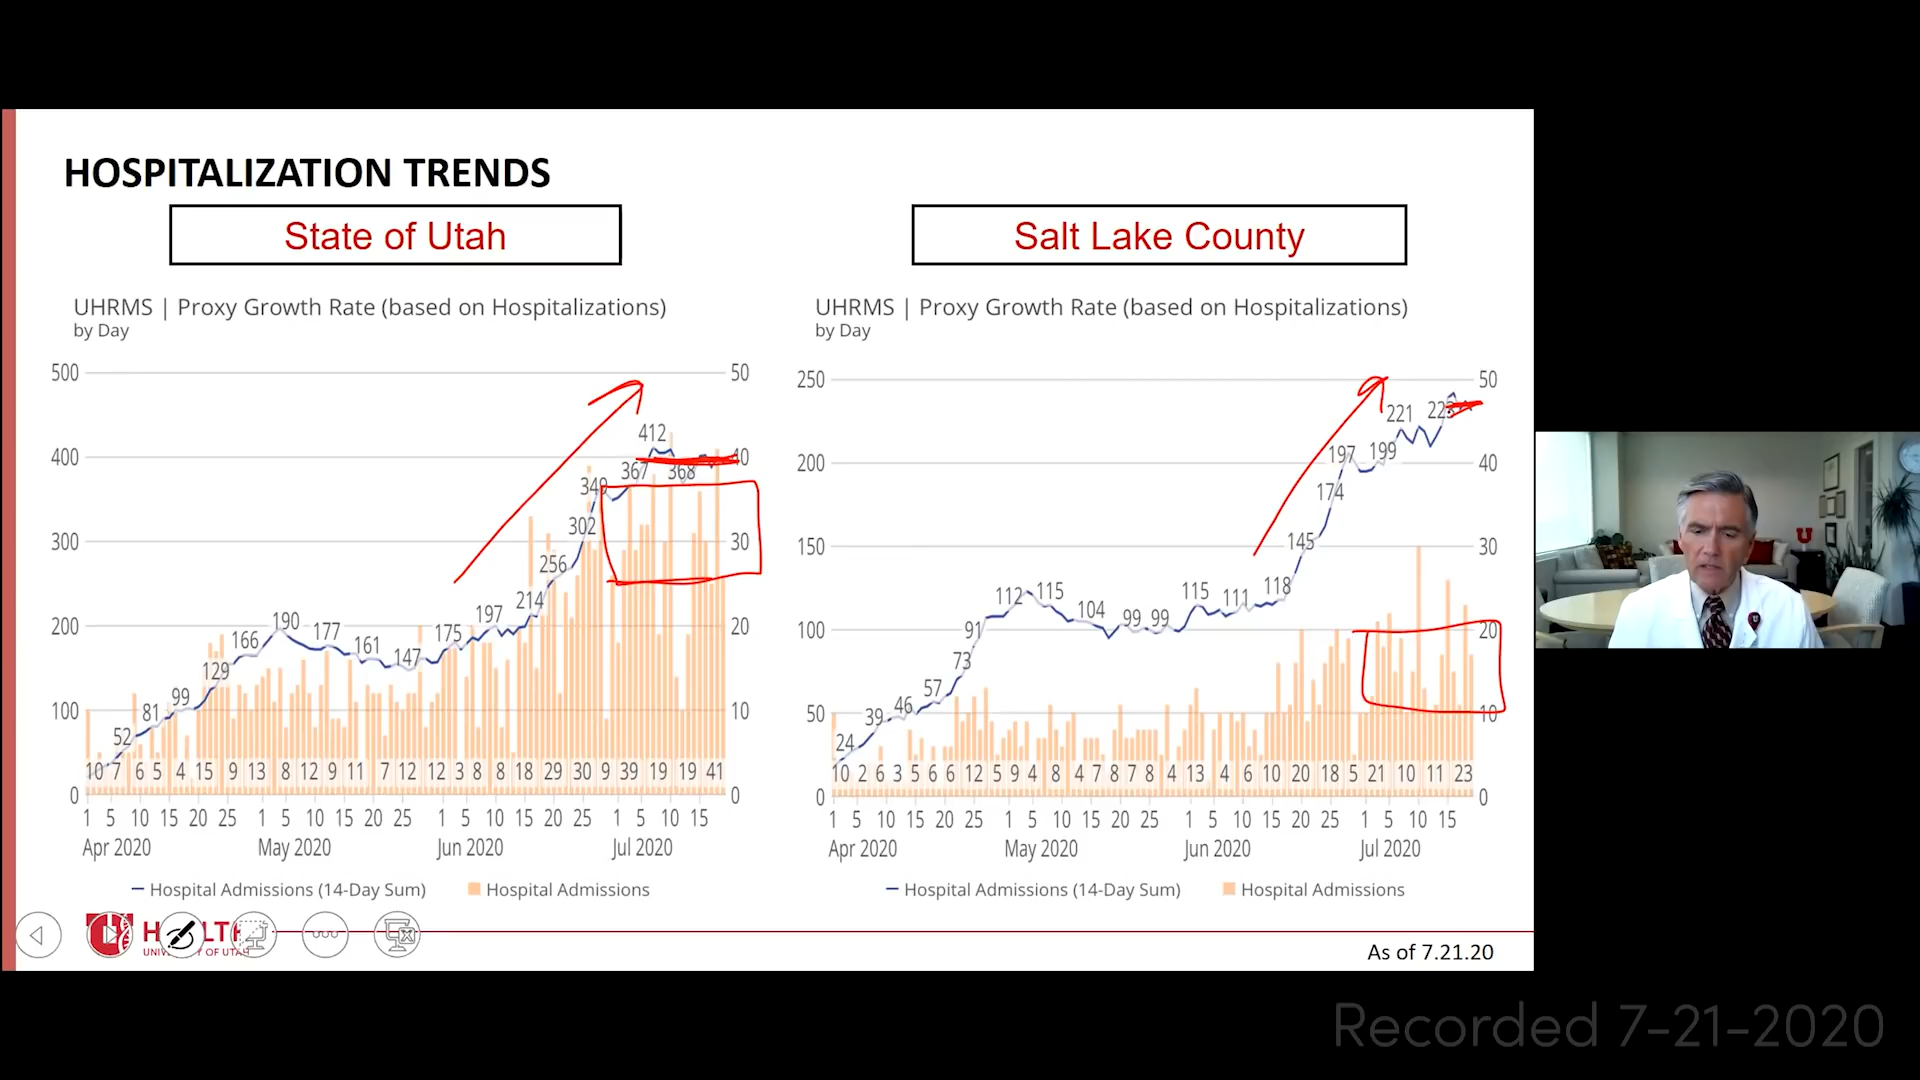 HOSPITALIZATION TRENDS
State of Utah
Salt Lake County
UHRMS | Proxy Growth Rate (based on Hospitalizations)
by Day
500 50
400 40
300 30
200 20
100 10
0 0
52 81 99 129 166 190 177 161 147 175 197 214 256 302 349 367 412 368
10 7 6 5 4 15 9 13 8 12 9 11 7 12 12 3 8 8 18 29 30 9 39 19 19 41
1 5 10 15 20 25 1 5 10 15 20 25 1 5 10 15 20 25 1 5 10 15
Apr 2020 May 2020 Jun 2020 Jul 2020
Hospital Admissions (14-Day Sum) Hospital Admissions
UHRMS | Proxy Growth Rate (based on Hospitalizations)
by Day
250 50
200 40
150 30
100 20
50 10
0 0
24 39 46 57 73 91 112 115 104 99 99 115 111 118 145 174 197 199 221
10 2 6 3 5 6 6 12 5 9 4 8 4 7 8 7 8 4 13 4 6 10 20 18 5 21 10 11 23
1 5 10 15 20 25 1 5 10 15 20 25 1 5 10 15 20 25 1 5 10 15
Apr 2020 May 2020 Jun 2020 Jul 2020
Hospital Admissions (14-Day Sum) Hospital Admissions
As of 7.21.20
Recorded 7-21-2020